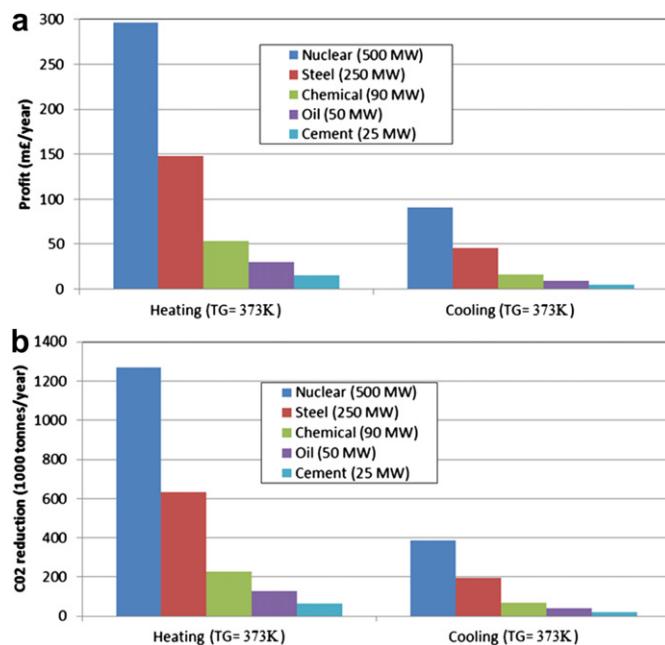 a
300
250
200
150
100
50
0
Profit (m£/year)
Nuclear (500 MW)
Steel (250 MW)
Chemical (90 MW)
Oil (50 MW)
Cement (25 MW)
Heating (TG= 373K)
Cooling (TG= 373K)
b
1400
1200
1000
800
600
400
200
0
C02 reduction (1000 tonnes/year)
Nuclear (500 MW)
Steel (250 MW)
Chemical (90 MW)
Oil (50 MW)
Cement (25 MW)
Heating (TG= 373K)
Cooling (TG= 373K)